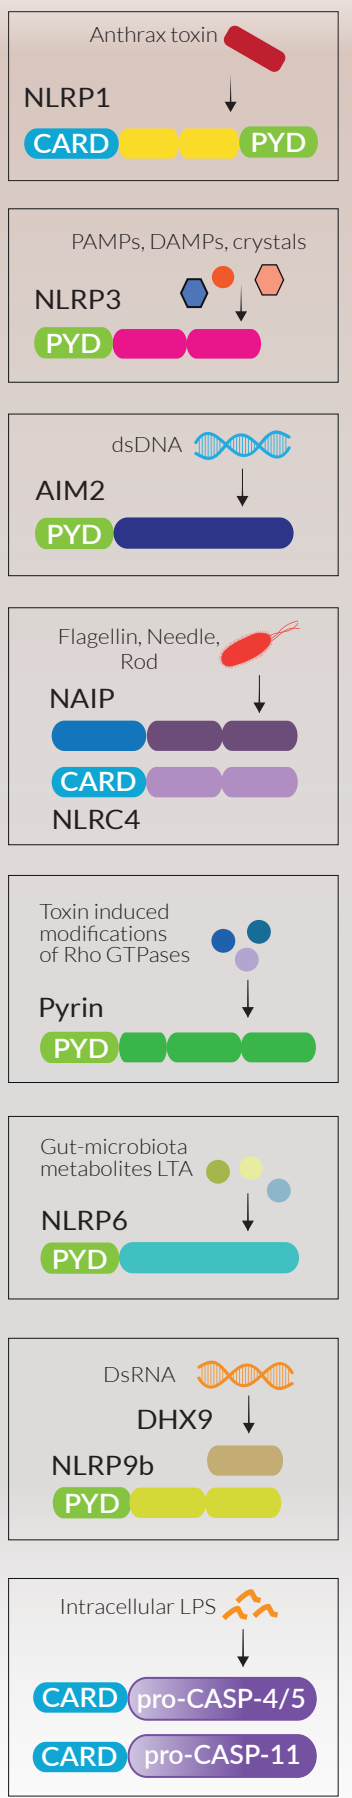 Anthrax toxin
NLRP1
CARD PYD
PAMPs, DAMPs, crystals
NLRP3
PYD
dsDNA
AIM2
PYD
Flagellin, Needle,
Rod
NAIP
CARD
NLRC4
Toxin induced
modifications
of Rho GTPases
Pyrin
PYD
Gut-microbiota
metabolites LTA
NLRP6
PYD
DsRNA
DHX9
NLRP9b
PYD
Intracellular LPS
CARD pro-CASP-4/5
CARD pro-CASP-11